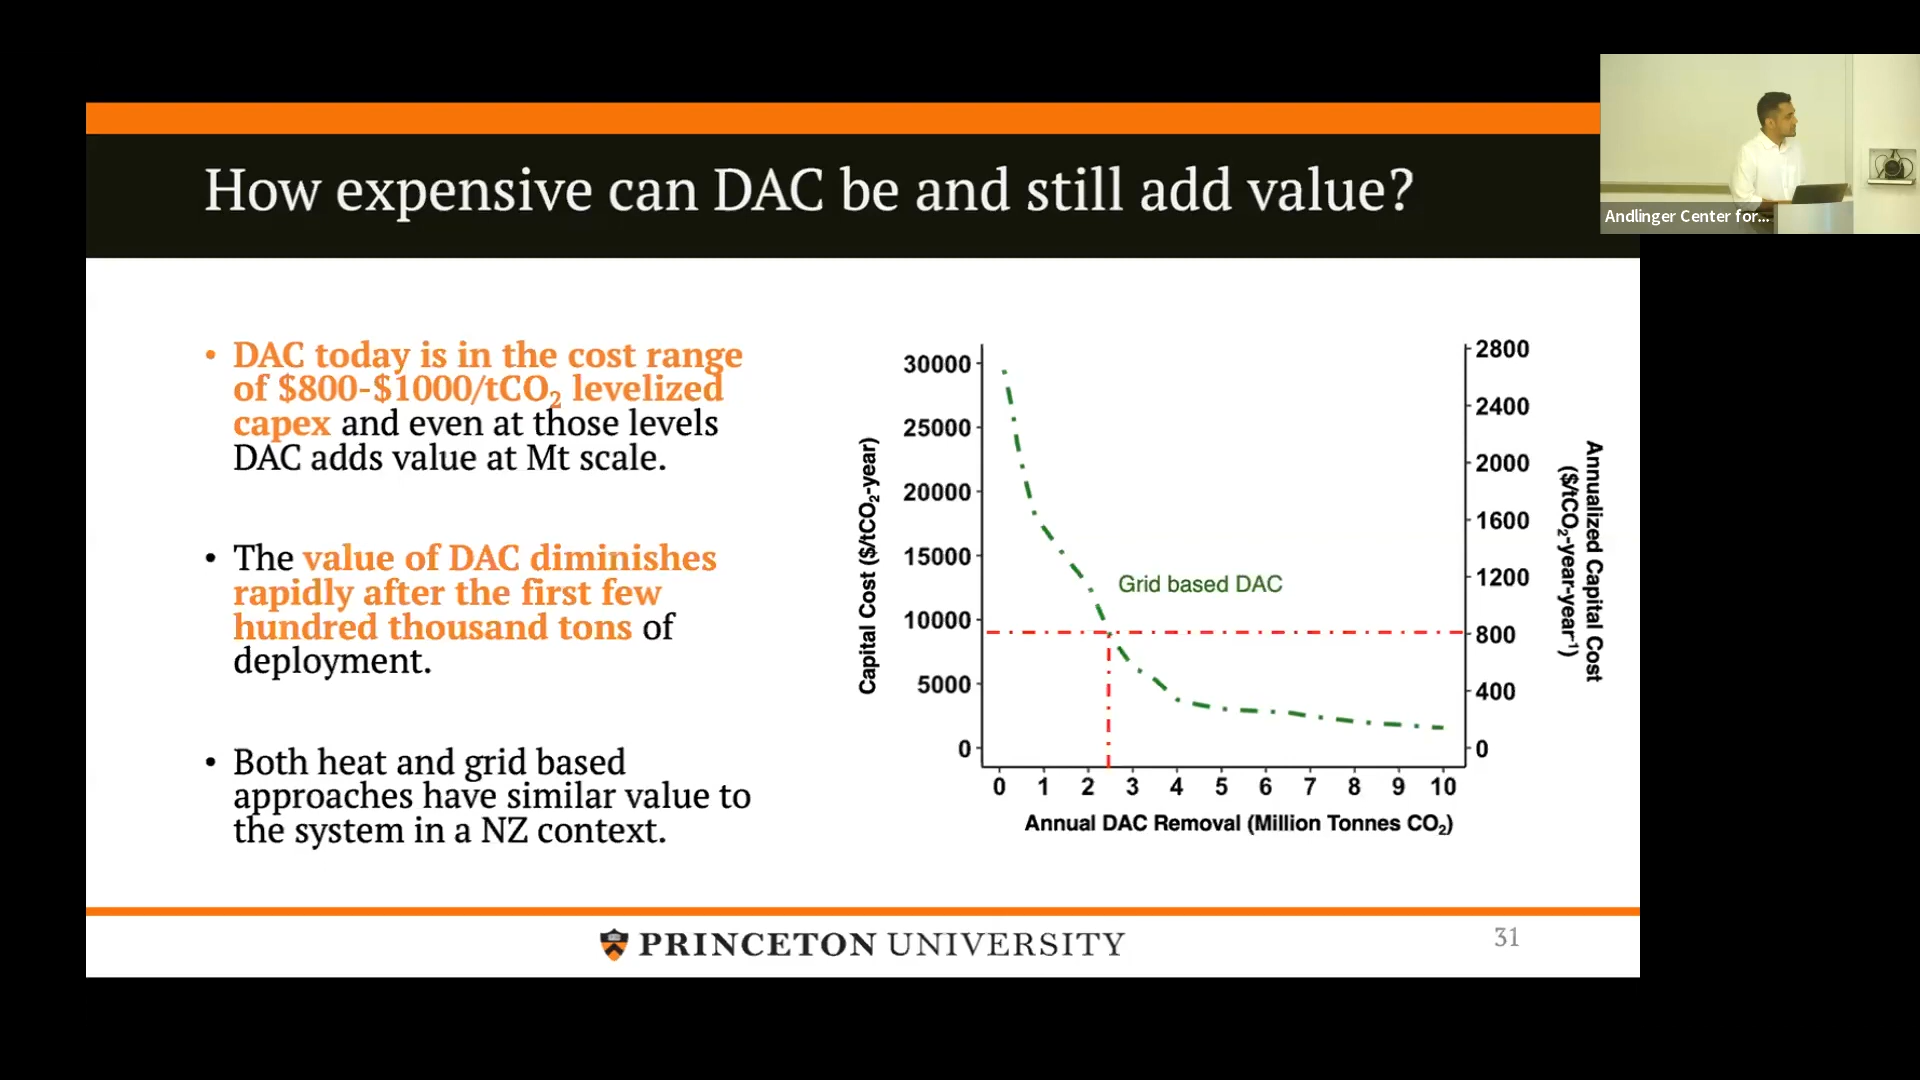 How expensive can DAC be and still add value?
Andlinger Center for...
• DAC today is in the cost range
of $800-$1000/tCO₂ levelized
capex and even at those levels
DAC adds value at Mt scale.
• The value of DAC diminishes
rapidly after the first few
hundred thousand tons of
deployment.
• Both heat and grid based
approaches have similar value to
the system in a NZ context.
Capital Cost ($/tCO₂-year)
30000
25000
20000
15000
10000
5000
0
Grid based DAC
2800
2400
2000
1600
1200
800
400
0
Annualized Capital Cost
($/tCO₂-year-year⁻¹)
0 1 2 3 4 5 6 7 8 9 10
Annual DAC Removal (Million Tonnes CO₂)
PRINCETON UNIVERSITY
31